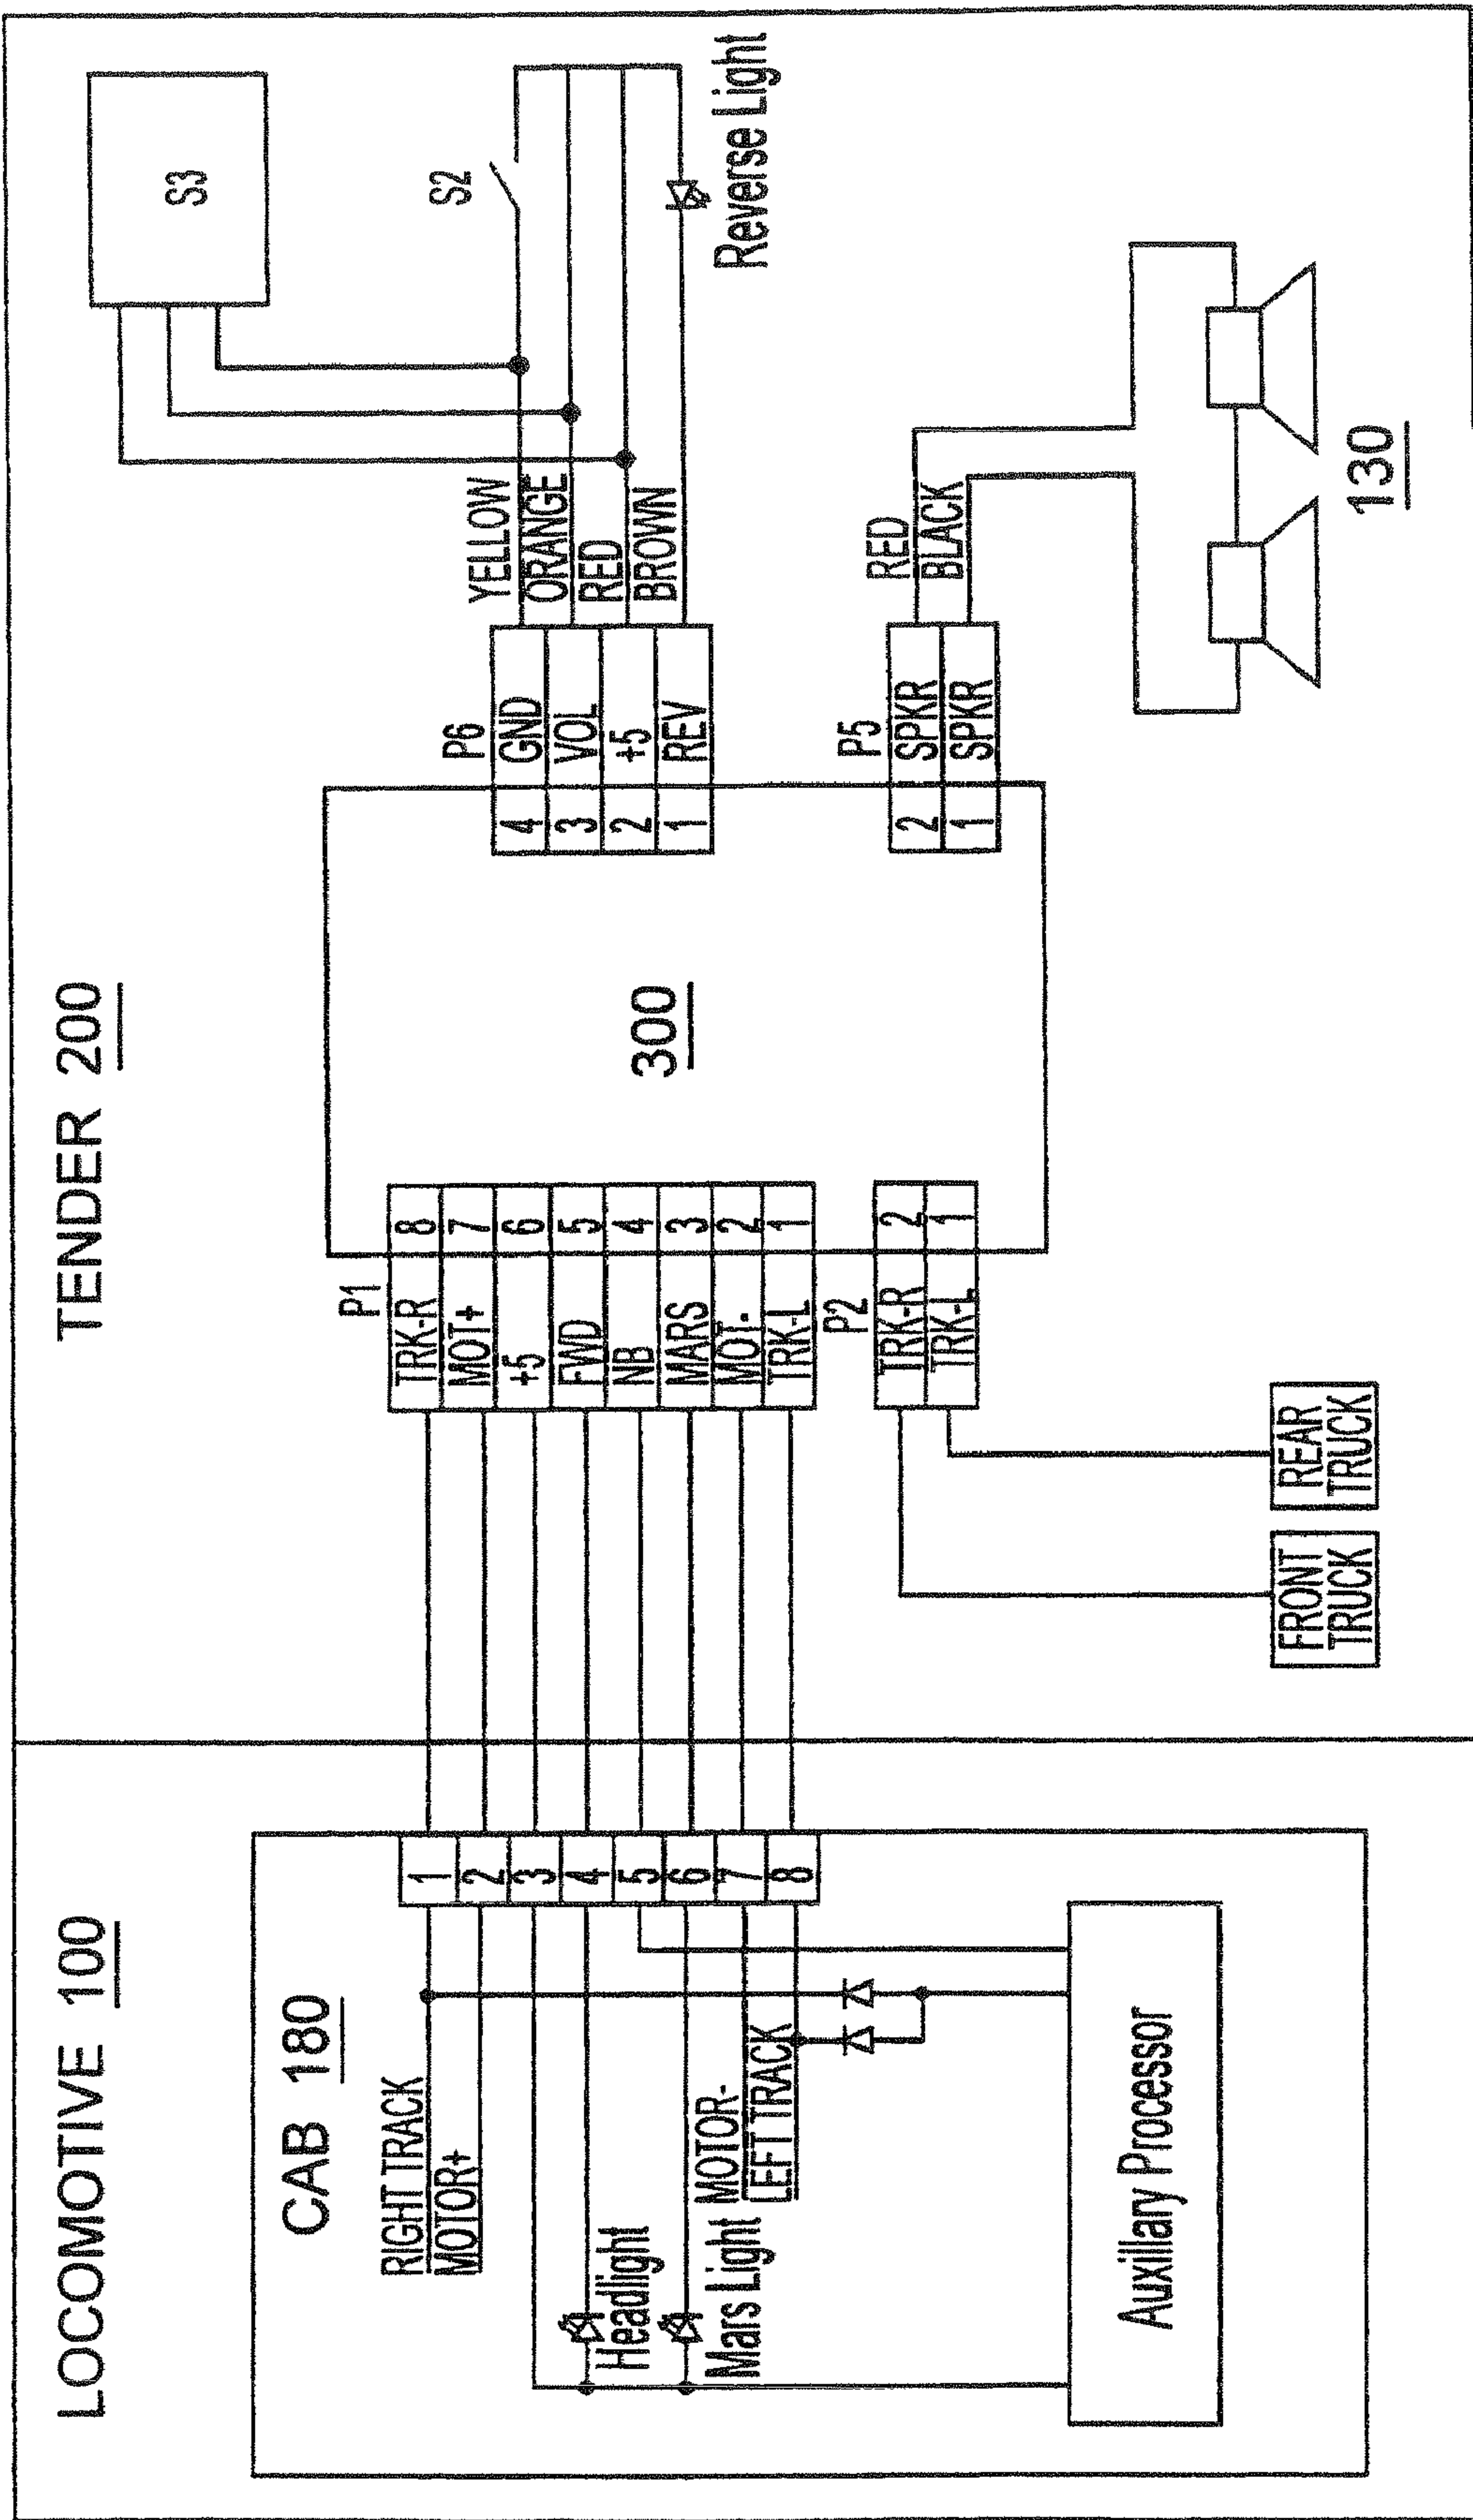 LOCOMOTIVE 100
TENDER 200
CAB 180
RIGHT TRACK
MOTOR+
Headlight
Mars Light
MOTOR-
LEFT TRACK
Auxillary Processor
1
2
3
4
5
6
7
8
P1
TRK-R 8
MOT+ 7
+5 6
FWD 5
NB 4
MARS 3
MOT- 2
TRK-L 1
P2
TRK-R 2
TRK-L 1
FRONT
TRUCK
REAR
TRUCK
300
P6
4 GND YELLOW
3 VOL ORANGE
2 +5 RED
1 REV BROWN
S3
S2
Reverse Light
P5
2 SPKR RED
1 SPKR BLACK
130